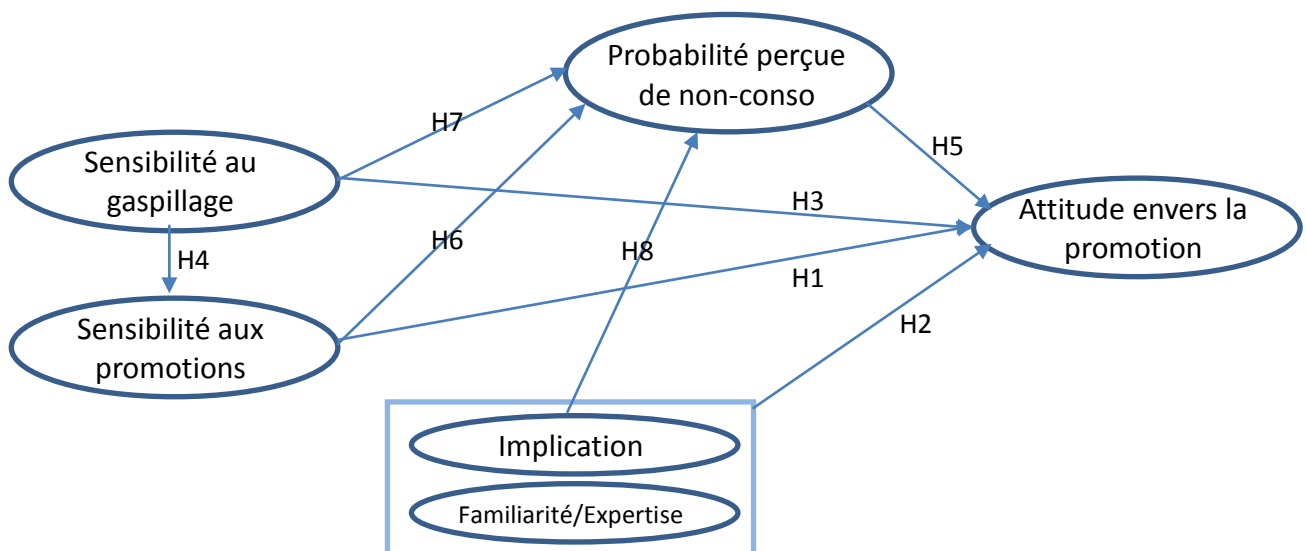 Probabilité perçue
de non-conso
H7
H5
Sensibilité au
gaspillage
H3
Attitude envers la
promotion
H4
H6
H8
H1
Sensibilité aux
promotions
H2
Implication
Familiarité/Expertise